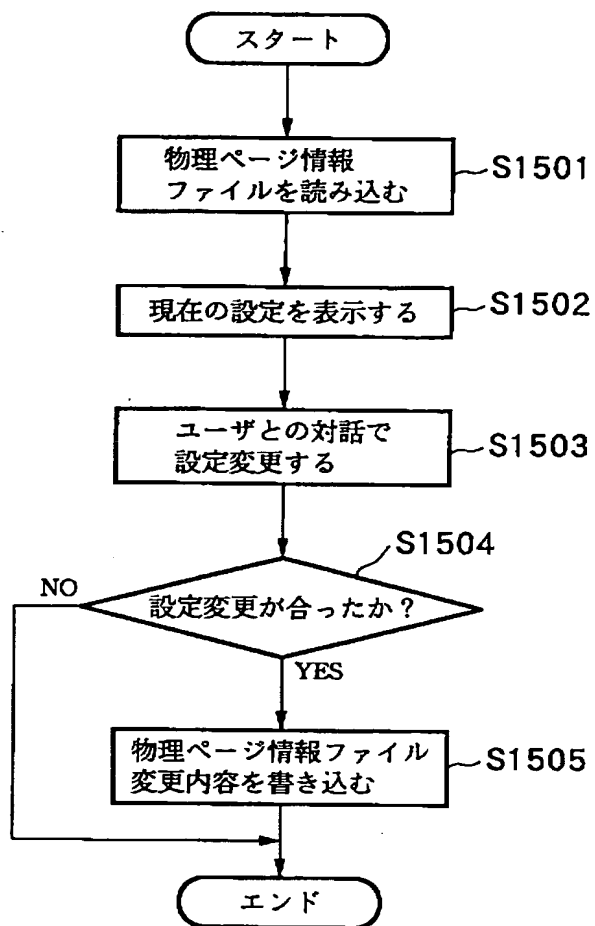 スタート
物理ページ情報
ファイルを読み込む
S1501
現在の設定を表示する
S1502
ユーザとの対話で
設定変更する
S1503
S1504
NO
設定変更が合ったか？
YES
物理ページ情報ファイル
変更内容を書き込む
S1505
エンド